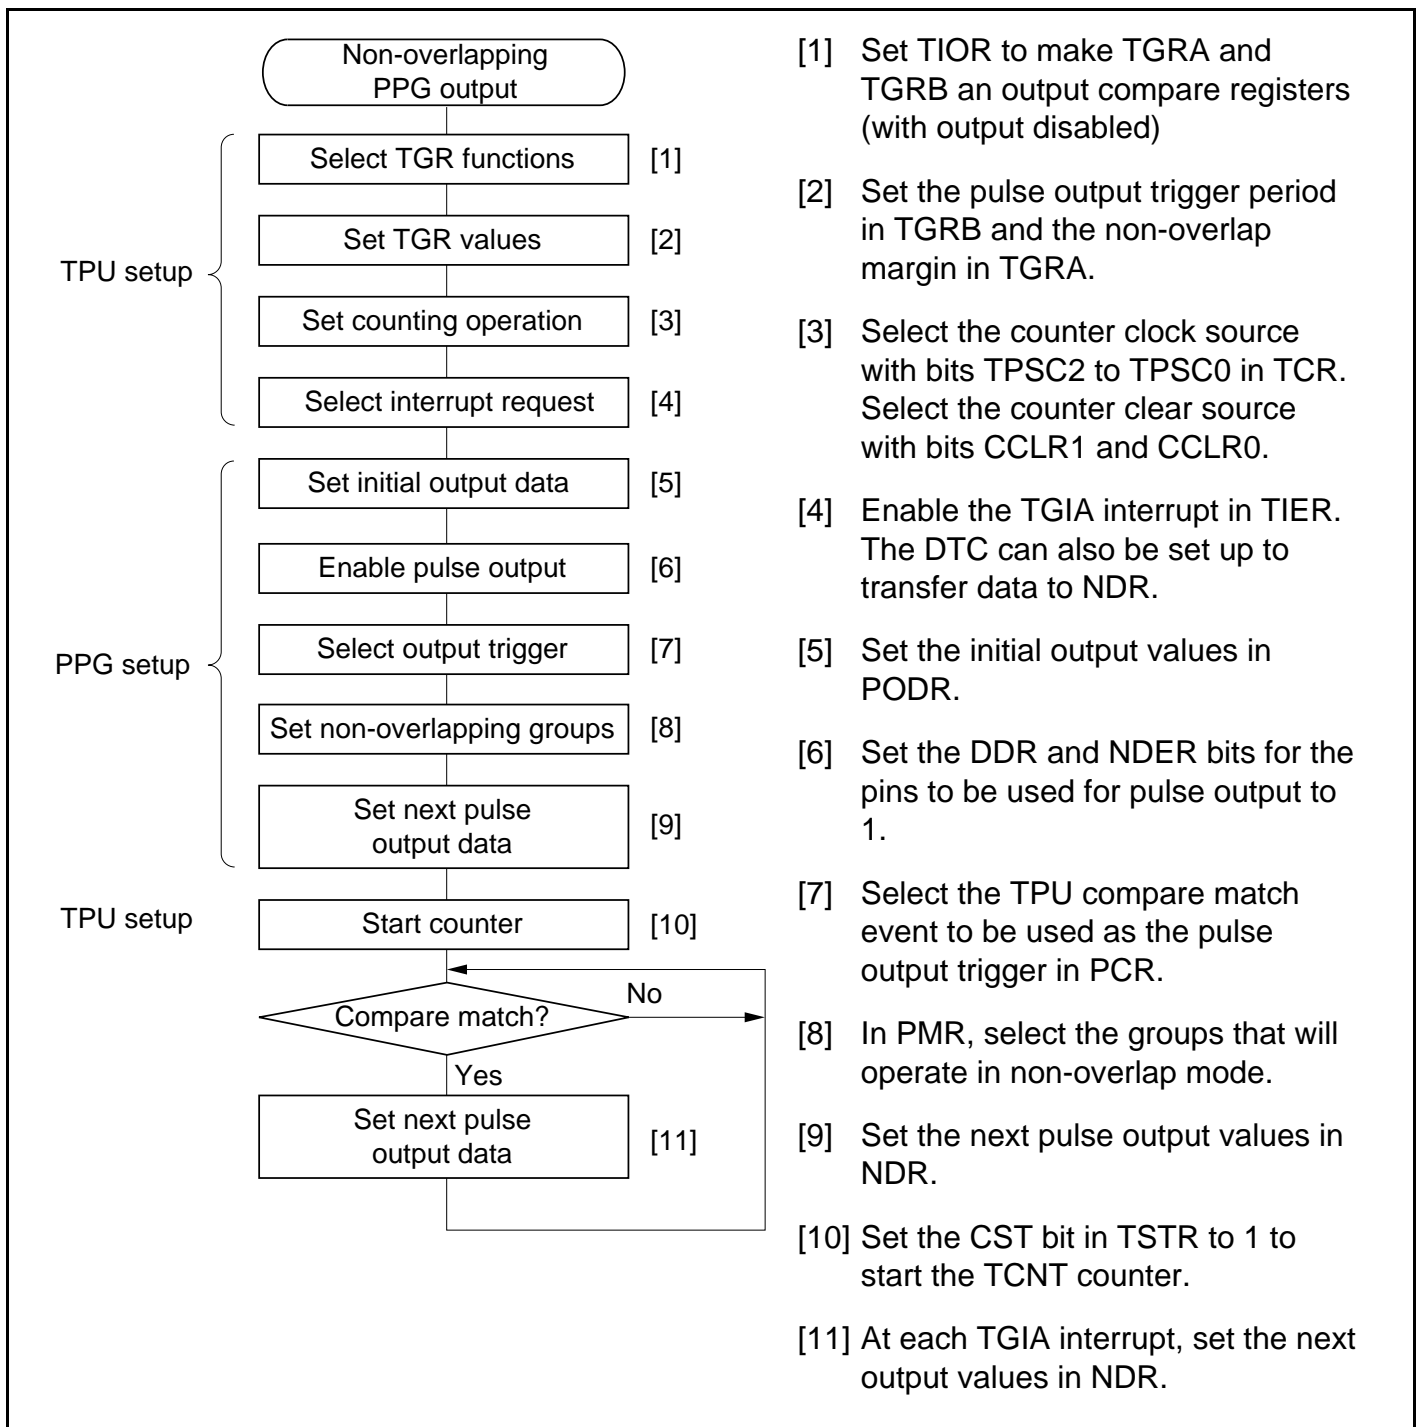 Non-overlapping
PPG output
Select TGR functions [1]
Set TGR values [2]
TPU setup
Set counting operation [3]
Select interrupt request [4]
Set initial output data [5]
Enable pulse output [6]
Select output trigger [7]
PPG setup
Set non-overlapping groups [8]
Set next pulse
output data [9]
TPU setup
Start counter [10]
Compare match?
No
Yes
Set next pulse
output data [11]
[1] Set TIOR to make TGRA and
TGRB an output compare registers
(with output disabled)
[2] Set the pulse output trigger period
in TGRB and the non-overlap
margin in TGRA.
[3] Select the counter clock source
with bits TPSC2 to TPSC0 in TCR.
Select the counter clear source
with bits CCLR1 and CCLR0.
[4] Enable the TGIA interrupt in TIER.
The DTC can also be set up to
transfer data to NDR.
[5] Set the initial output values in
PODR.
[6] Set the DDR and NDER bits for the
pins to be used for pulse output to
1.
[7] Select the TPU compare match
event to be used as the pulse
output trigger in PCR.
[8] In PMR, select the groups that will
operate in non-overlap mode.
[9] Set the next pulse output values in
NDR.
[10] Set the CST bit in TSTR to 1 to
start the TCNT counter.
[11] At each TGIA interrupt, set the next
output values in NDR.